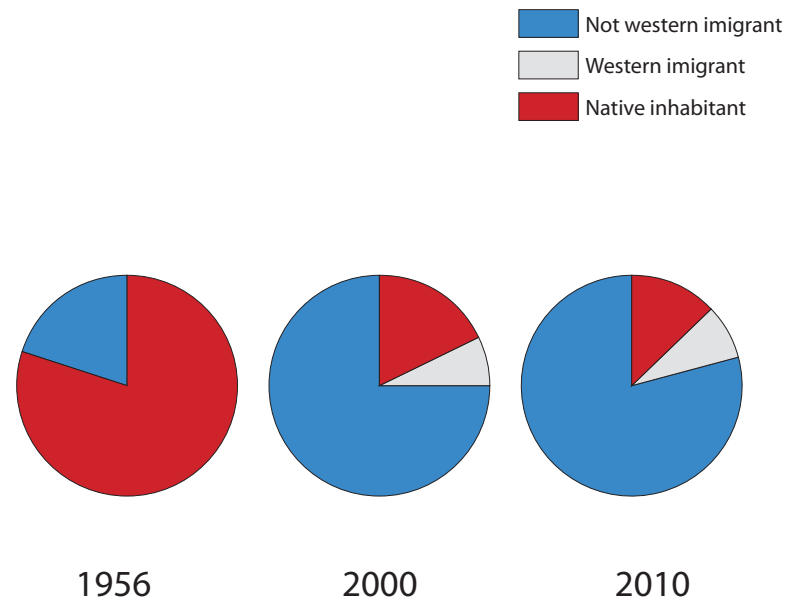 Not western imigrant
Western imigrant
Native inhabitant
1956
2000
2010